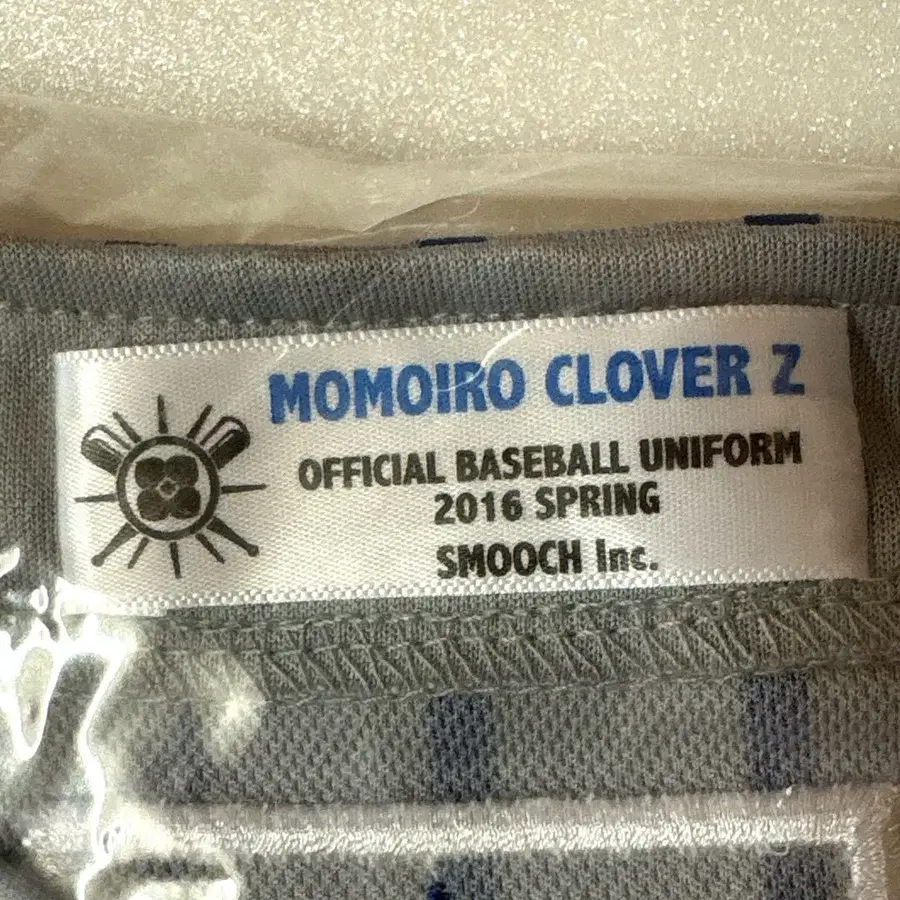 MOMOIRO CLOVER Z
OFFICIAL BASEBALL UNIFORM
2016 SPRING
SMOOCH Inc.